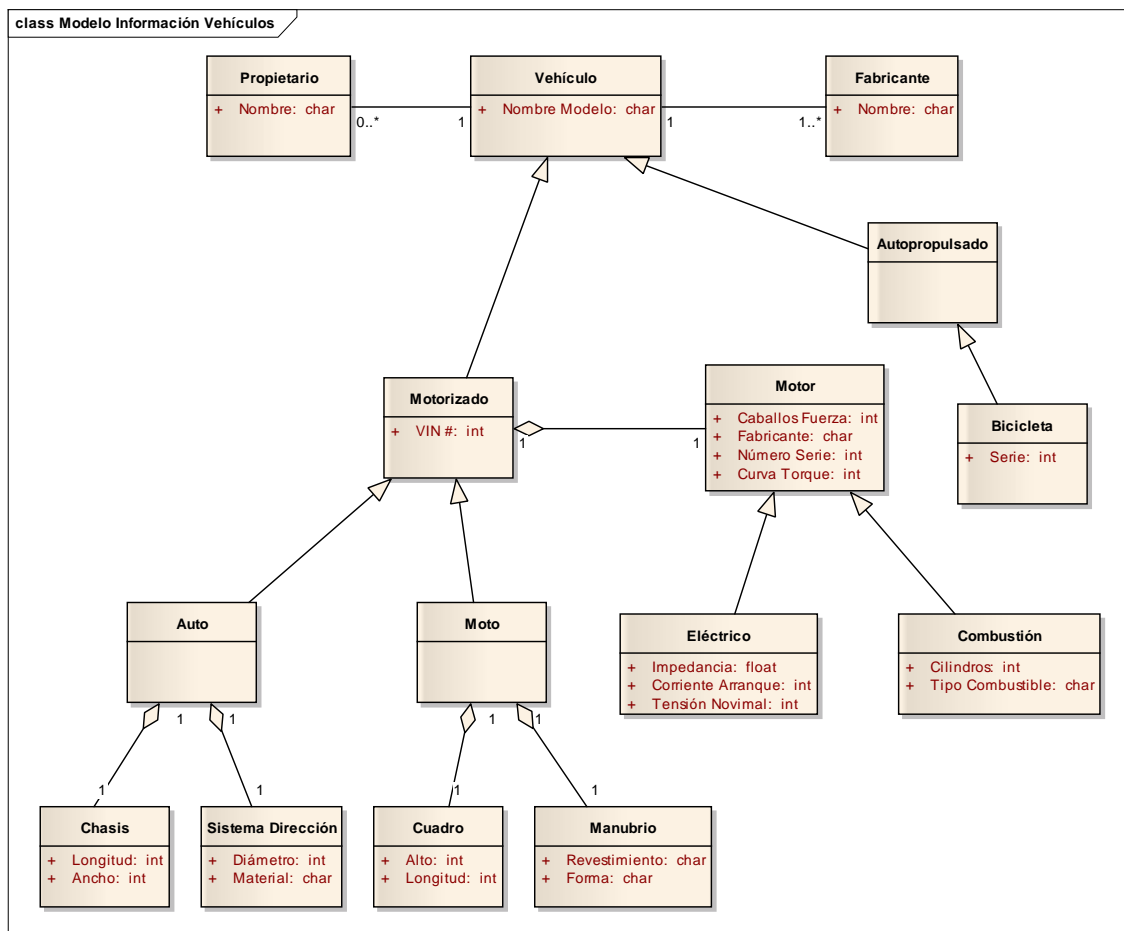 class Modelo Información Vehículos
Propietario
+ Nombre: char
0..*
1
Vehículo
+ Nombre Modelo: char
1
1..*
Fabricante
+ Nombre: char
Autopropulsado
Motorizado
+ VIN #: int
1
1
Motor
+ Caballos Fuerza: int
+ Fabricante: char
+ Número Serie: int
+ Curva Torque: int
Bicicleta
+ Serie: int
Auto
1
1
Moto
1
1
Eléctrico
+ Impedancia: float
+ Corriente Arranque: int
+ Tensión Novimal: int
Combustión
+ Cilindros: int
+ Tipo Combustible: char
1
1
1
1
Chasis
+ Longitud: int
+ Ancho: int
Sistema Dirección
+ Diámetro: int
+ Material: char
Cuadro
+ Alto: int
+ Longitud: int
Manubrio
+ Revestimiento: char
+ Forma: char